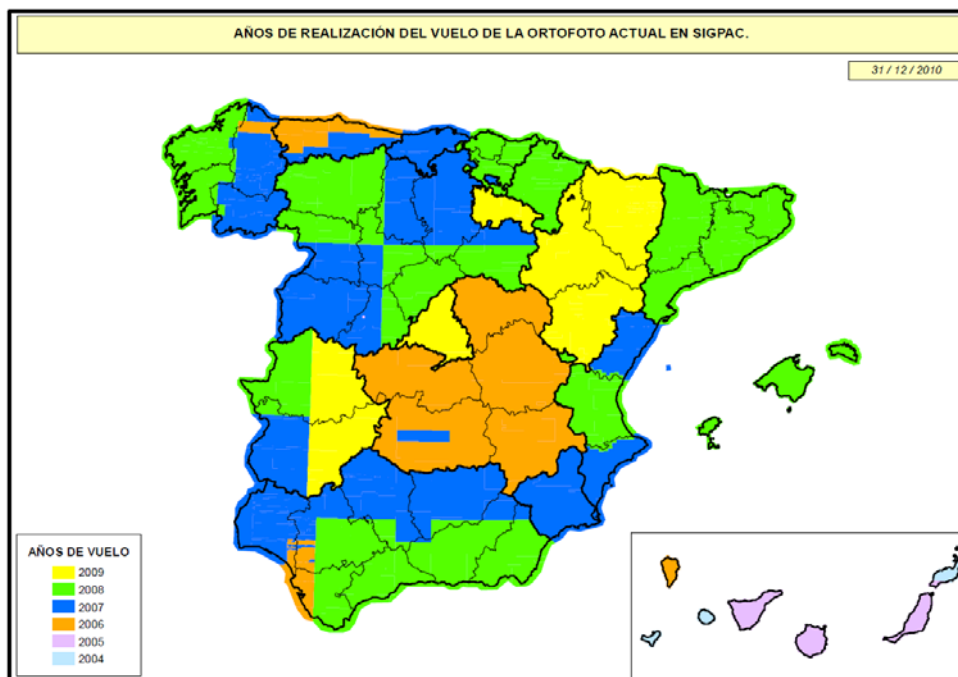 AÑOS DE REALIZACIÓN DEL VUELO DE LA ORTOFOTO ACTUAL EN SIGPAC.
31 / 12 / 2010
AÑOS DE VUELO
2009
2008
2007
2006
2005
2004